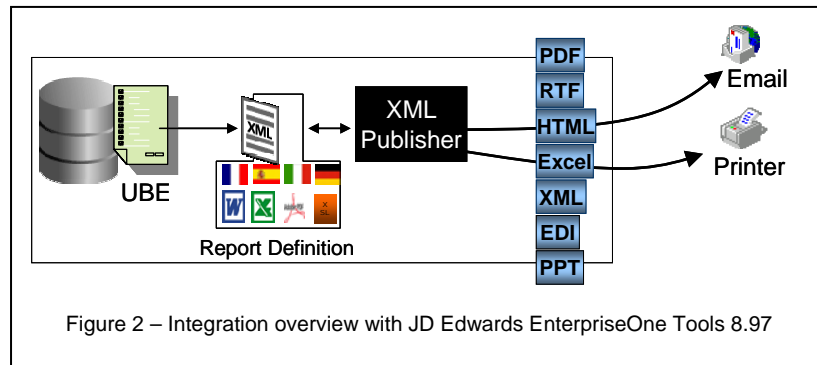 PDF
RTF
HTML
Excel
XML
EDI
PPT
Email
Printer
XML
Publisher
XML
UBE
W
X
X
SL
Report Definition
Figure 2 – Integration overview with JD Edwards EnterpriseOne Tools 8.97